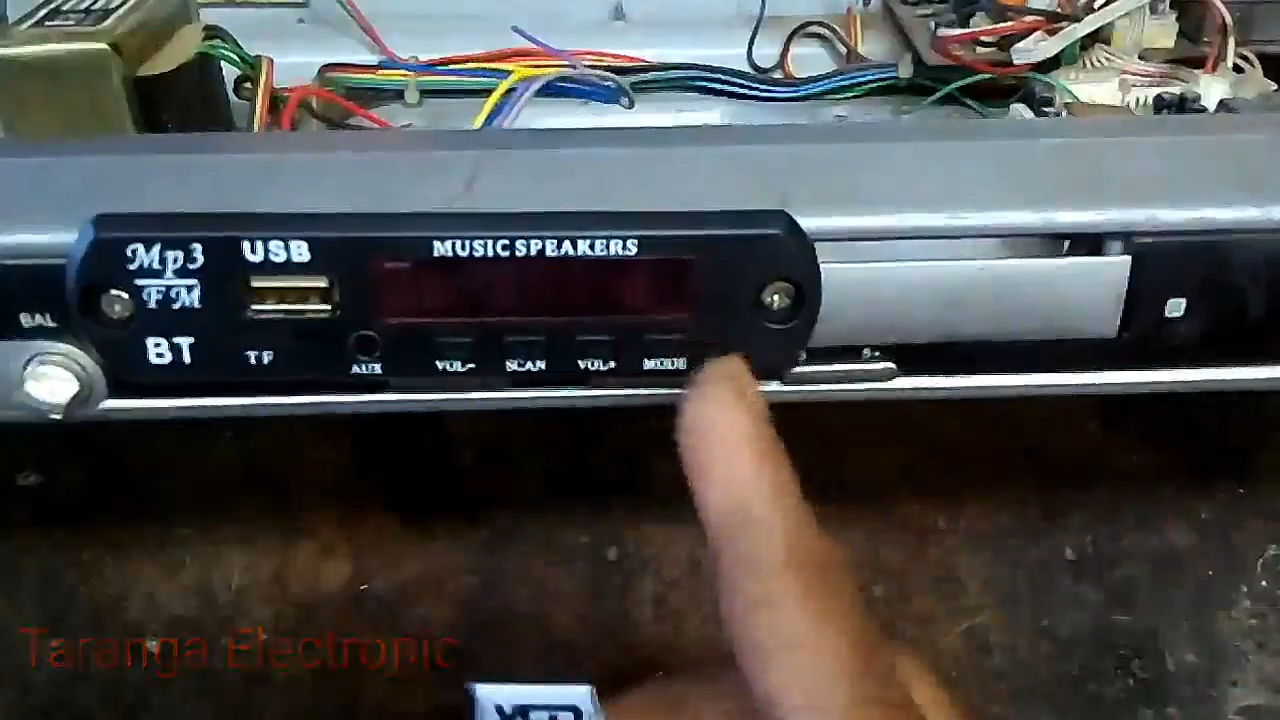 Mp3
FM
USB
MUSIC SPEAKERS
BAL
BT
TF
AUX
VOL-
SCAN
VOL+
MODE
Taranga Electronic